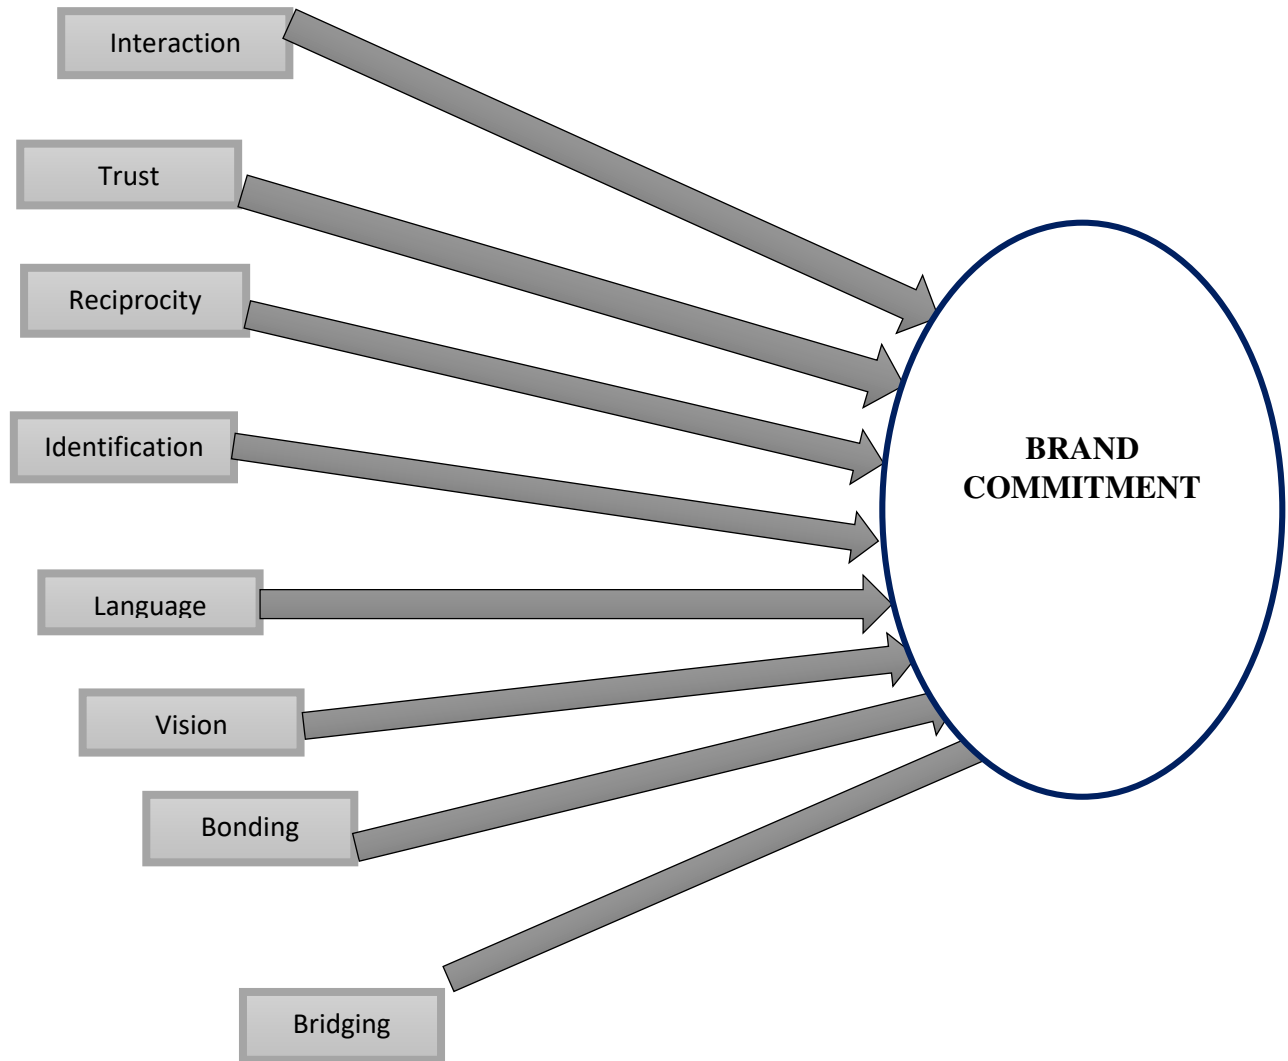 Interaction
Trust
Reciprocity
Identification
Language
Vision
Bonding
Bridging
BRAND
COMMITMENT